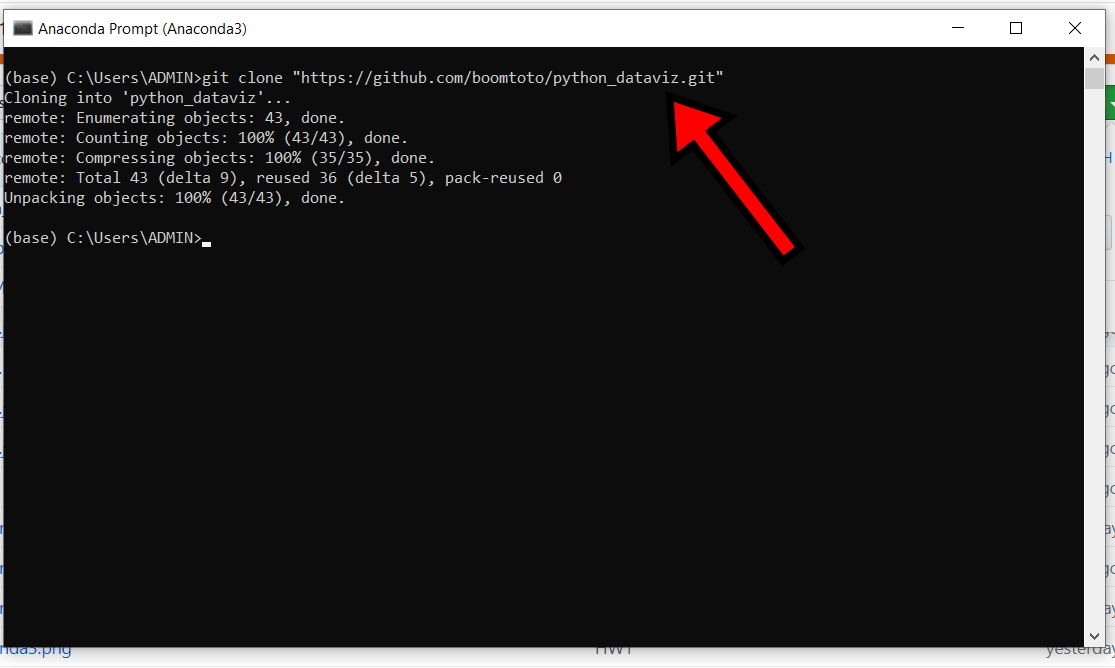 Anaconda Prompt (Anaconda3)
(base) C:\Users\ADMIN>git clone "https://github.com/boomtoto/python_dataviz.git"
Cloning into 'python_dataviz'...
remote: Enumerating objects: 43, done.
remote: Counting objects: 100% (43/43), done.
remote: Compressing objects: 100% (35/35), done.
remote: Total 43 (delta 9), reused 36 (delta 5), pack-reused 0
Unpacking objects: 100% (43/43), done.
(base) C:\Users\ADMIN>
nda5.png HW1 yesterday